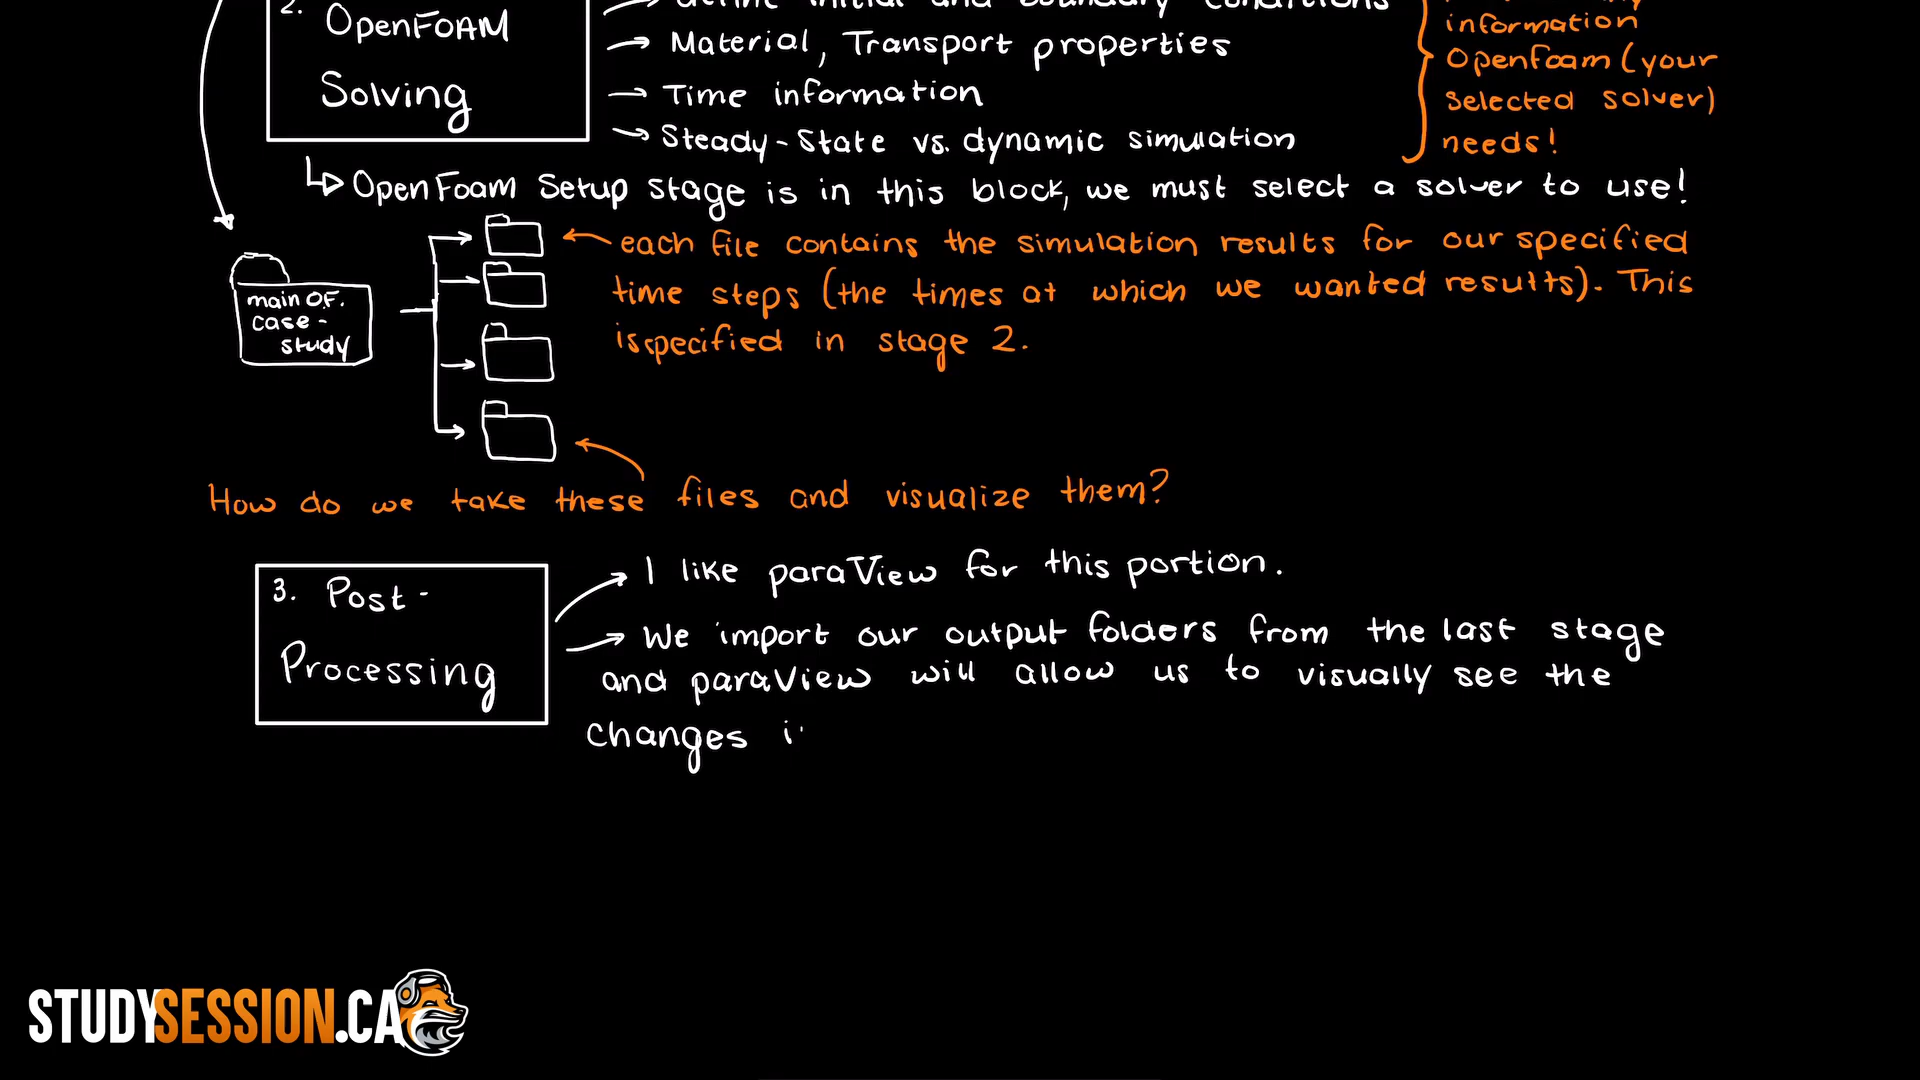 2. OpenFOAM
Solving
→ Define initial and boundary conditions
→ Material, Transport properties
→ Time information
→ Steady-State vs. dynamic simulation
information
OpenFoam (your
selected solver)
needs!
OpenFoam Setup stage is in this block, we must select a solver to use!
main O.F.
case-
study
each file contains the simulation results for our specified
time steps (the times at which we wanted results). This
is specified in stage 2.
How do we take these files and visualize them?
3. Post-
Processing
→ I like paraView for this portion.
→ We import our output folders from the last stage
and paraView will allow us to visually see the
changes i
STUDYSESSION.CA